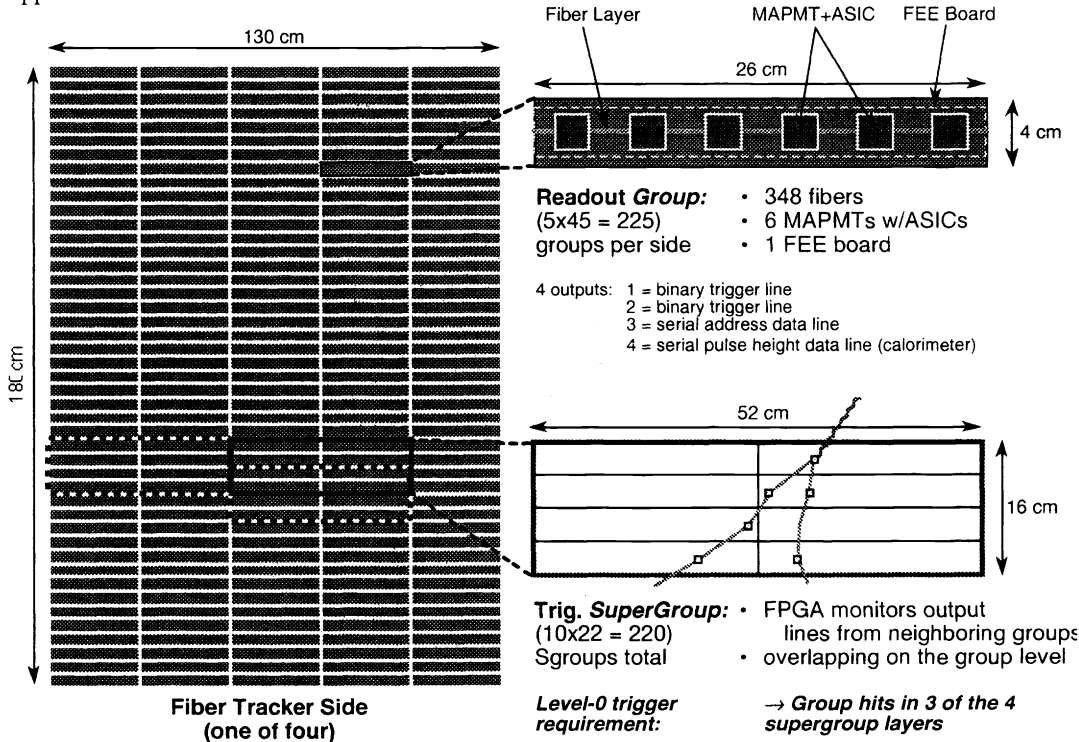 130 cm
180 cm
Fiber Tracker Side
(one of four)
Fiber Layer MAPMT+ASIC FEE Board
26 cm
4 cm
Readout Group:
(5x45 = 225)
groups per side
• 348 fibers
• 6 MAPMTs w/ASICs
• 1 FEE board
4 outputs: 1 = binary trigger line
2 = binary trigger line
3 = serial address data line
4 = serial pulse height data line (calorimeter)
52 cm
16 cm
Trig. SuperGroup:
(10x22 = 220)
Sgroups total
• FPGA monitors output
lines from neighboring groups
• overlapping on the group level
Level-0 trigger
requirement:
→ Group hits in 3 of the 4
supergroup layers